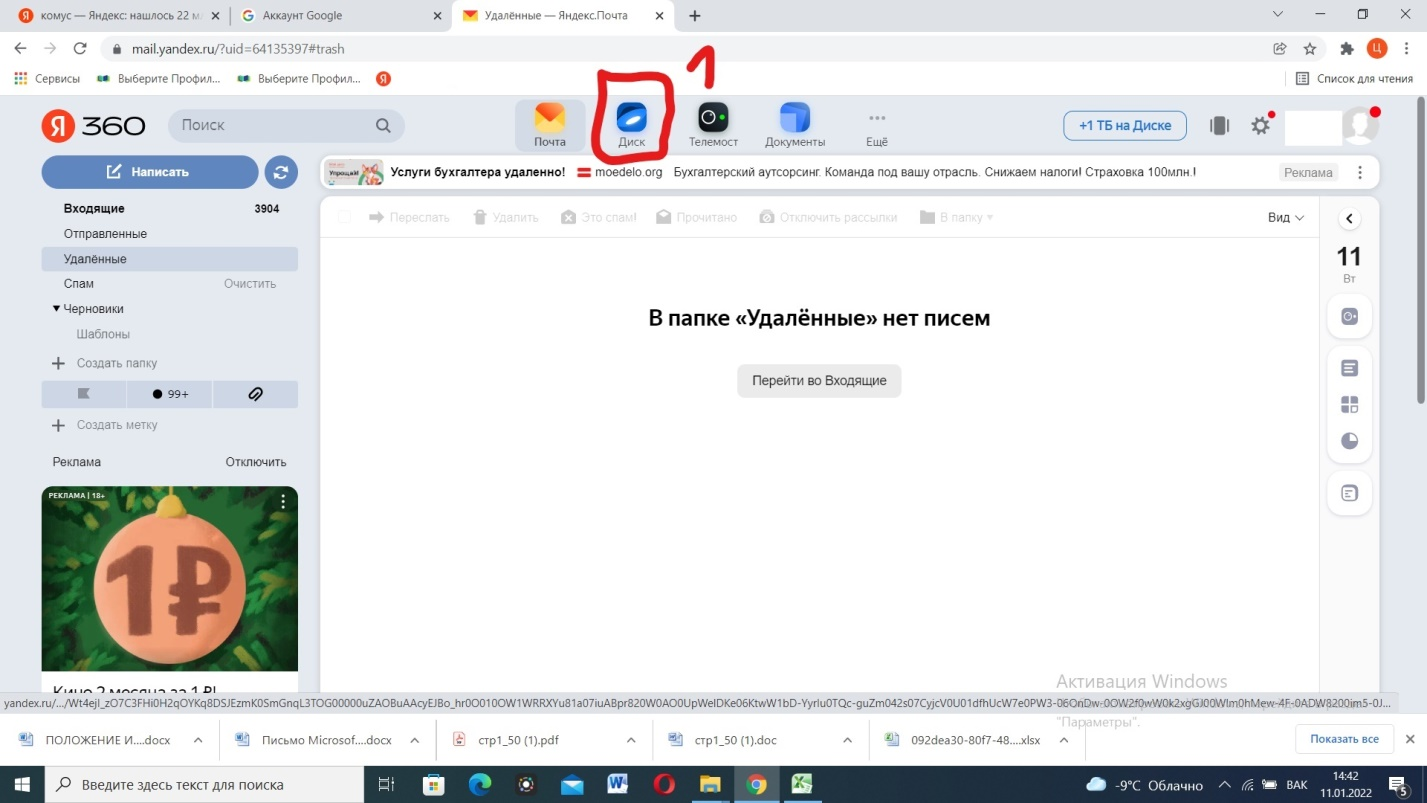 комус — Яндекс: нашлось 22 м
Аккаунт Google
Удалённые — Яндекс.Почта
mail.yandex.ru/?uid=64135397#trash
Ц
Сервисы
Выберите Профил...
Выберите Профил...
Я
Список для чтения
1
Я 360
Поиск
Почта
Диск
Телемост
Документы
Ещё
+1 ТБ на Диске
Написать
Услуги бухгалтера удаленно! moedelo.org Бухгалтерский аутсорсинг. Команда под вашу отрасль. Снижаем налоги! Страховка 100млн.!
Реклама
Входящие 3904
Отправленные
Удалённые
Спам Очистить
Черновики
Шаблоны
Создать папку
99+
Создать метку
Переслать
Удалить
Это спам!
Прочитано
Отключить рассылки
В папку
Вид
11
Вт
В папке «Удалённые» нет писем
Перейти во Входящие
Реклама Отключить
РЕКЛАМА | 18+
1₽
Кино 2 месяца за 1 ₽!
Активация Windows
"Параметры".
ПОЛОЖЕНИЕ И....docx
Письмо Microsof....docx
стр1_50 (1).pdf
стр1_50 (1).doc
092dea30-80f7-48....xlsx
Показать все
Введите здесь текст для поиска
-9°C Облачно
ВАК
14:42
11.01.2022
5